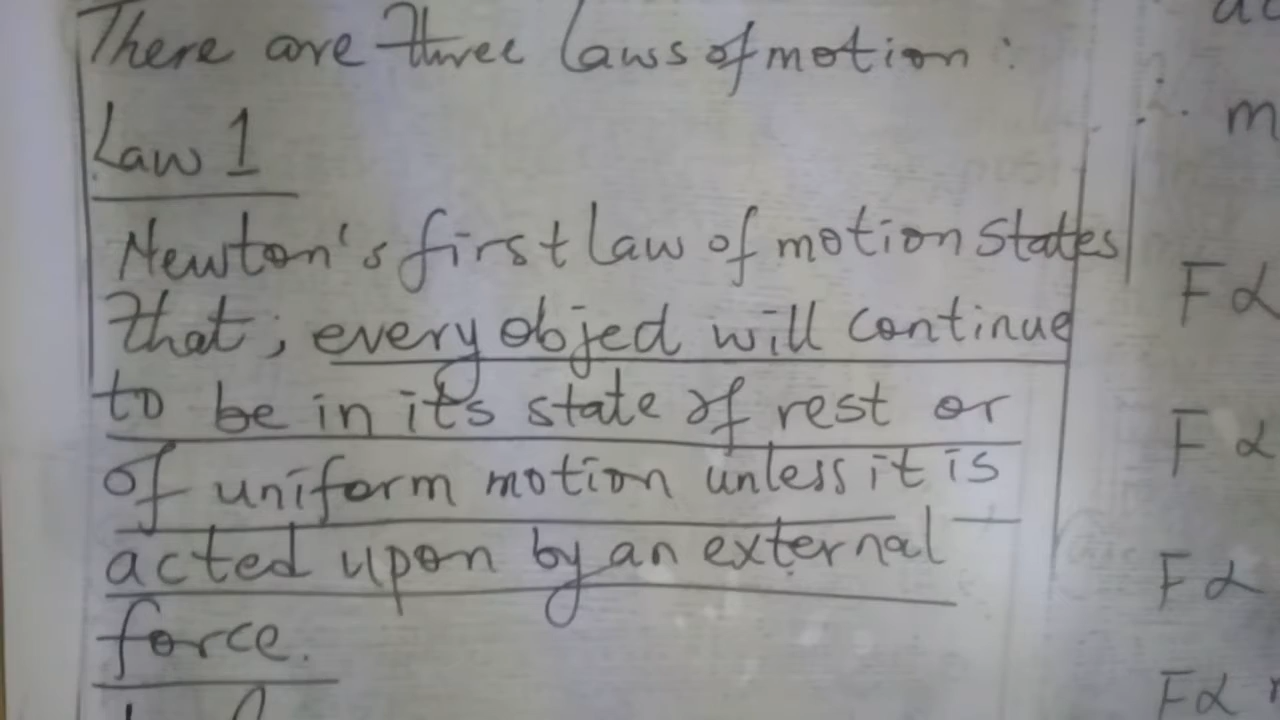 There are three laws of motion:
Law 1
Newton's first law of motion states
that; every object will continue
to be in its state of rest or
of uniform motion unless it is
acted upon by an external
force.
∴ m
F∝
F∝
F∝
F∝